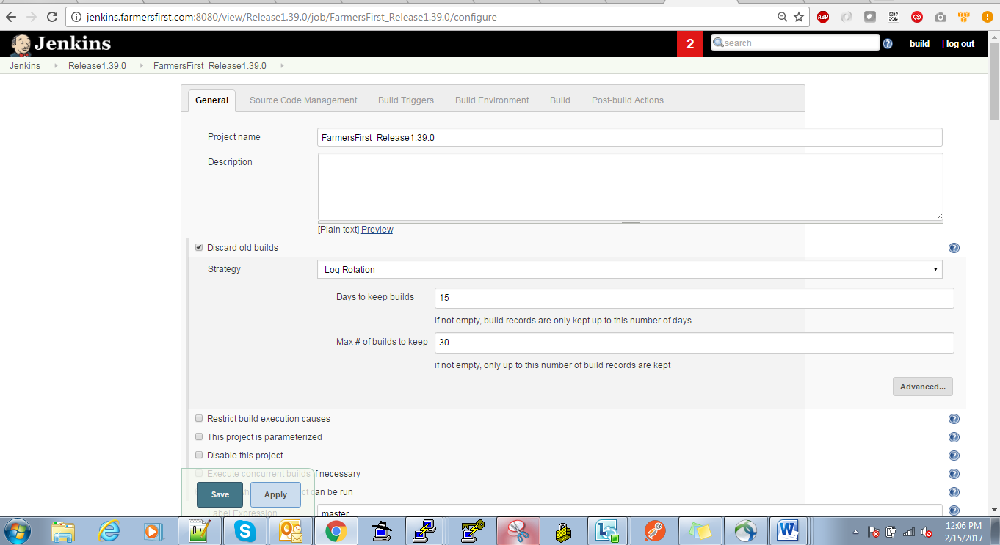 jenkins.farmersfirst.com:8080/view/Release1.39.0/job/FarmersFirst_Release1.39.0/configure
ABP
Jenkins
2
search
build
| log out
Jenkins
Release1.39.0
FarmersFirst_Release1.39.0
General
Source Code Management
Build Triggers
Build Environment
Build
Post-build Actions
Project name
FarmersFirst_Release1.39.0
Description
[Plain text] Preview
Discard old builds
Strategy
Log Rotation
Days to keep builds
15
if not empty, build records are only kept up to this number of days
Max # of builds to keep
30
if not empty, only up to this number of build records are kept
Advanced...
Restrict build execution causes
This project is parameterized
Disable this project
Execute concurrent builds if necessary
can be run
Save
Apply
Label Expression
master
12:06 PM
2/15/2017